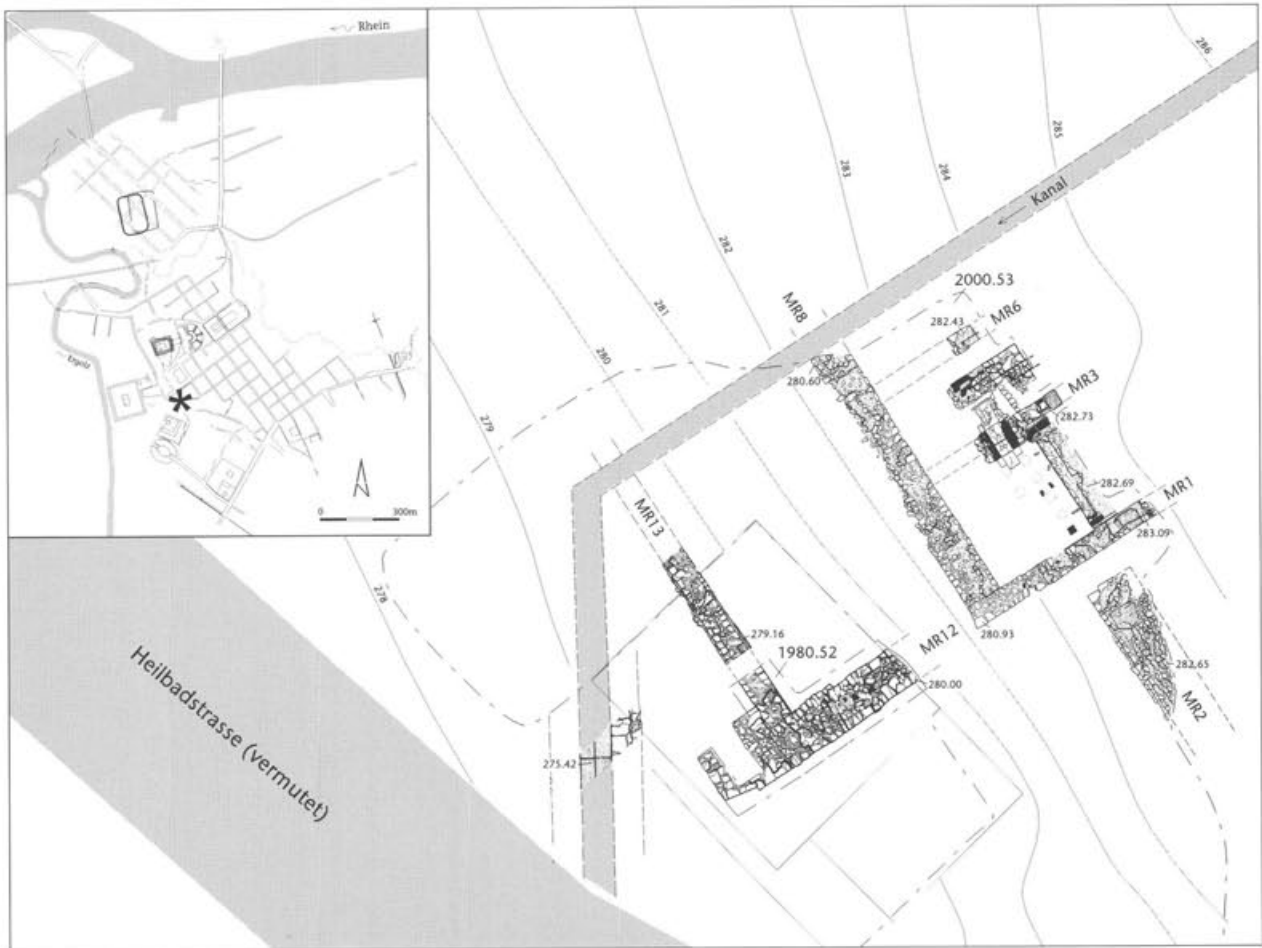 Rhein
Ergolz
0 300m
286
285
284
283
282
281
280
279
278
Kanal
2000.53
MR8
282.43
MR6
280.60
MR3
282.73
282.69
MR1
283.09
MR13
279.16
1980.52
MR12
280.93
280.00
282.65
MR2
275.42
Heilbadstrasse (vermutet)